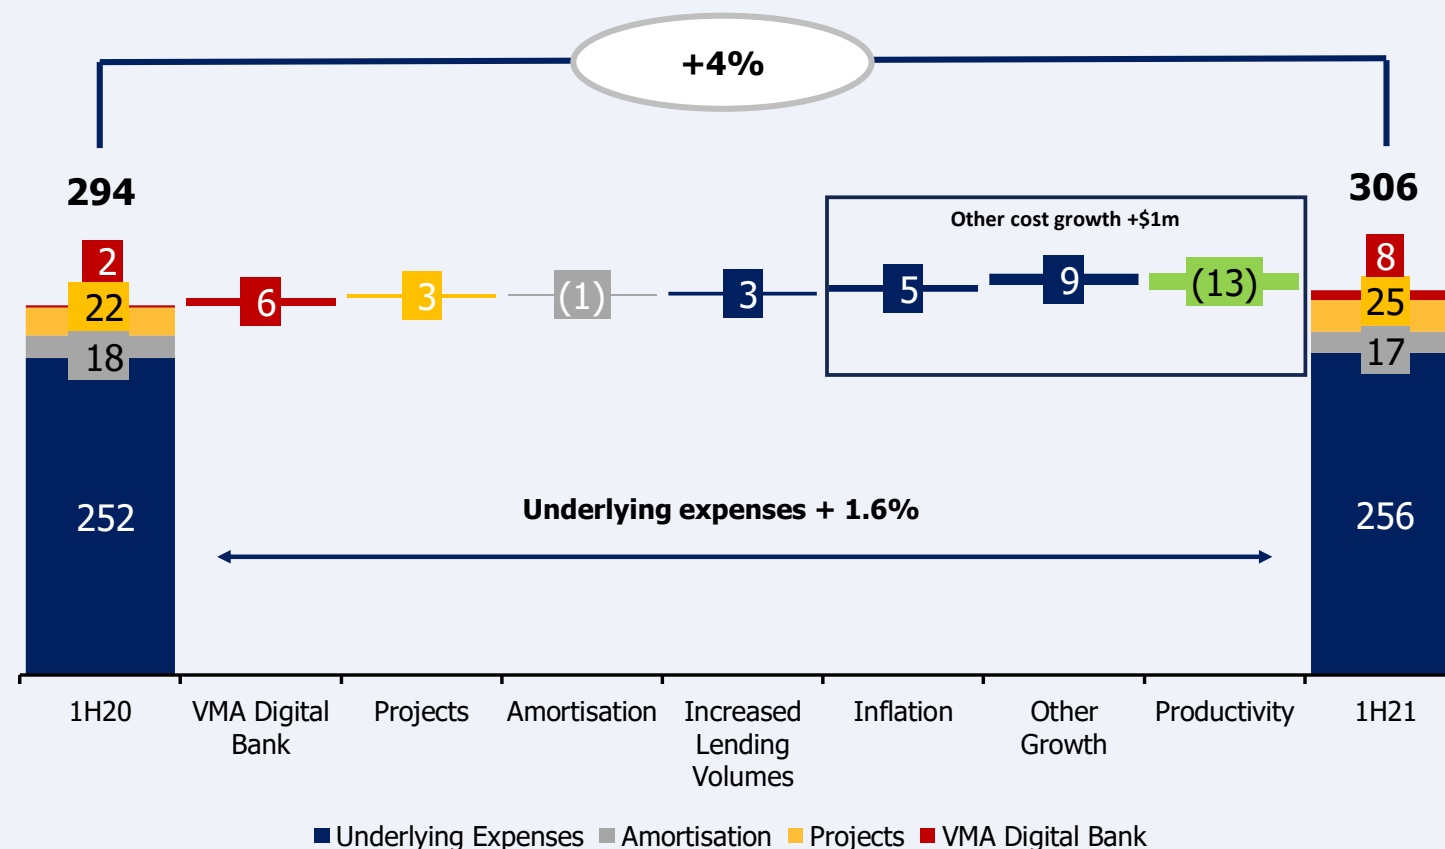 +4%
294
306
Other cost growth +$1m
2
22
18
252
6
3
(1)
3
5
9
(13)
8
25
17
256
Underlying expenses + 1.6%
1H20
VMA Digital
Bank
Projects
Amortisation
Increased
Lending
Volumes
Inflation
Other
Growth
Productivity
1H21
Underlying Expenses Amortisation Projects VMA Digital Bank